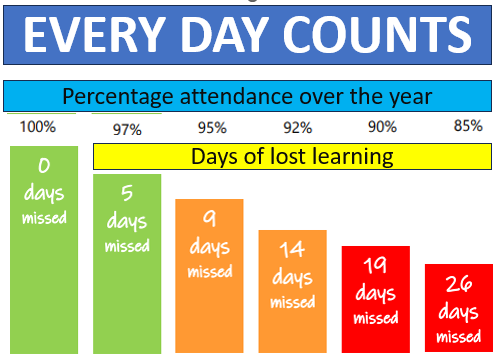 EVERY DAY COUNTS
Percentage attendance over the year
100% 97% 95% 92% 90% 85%
Days of lost learning
0
days
missed
5
days
missed
9
days
missed
14
days
missed
19
days
missed
26
days
missed